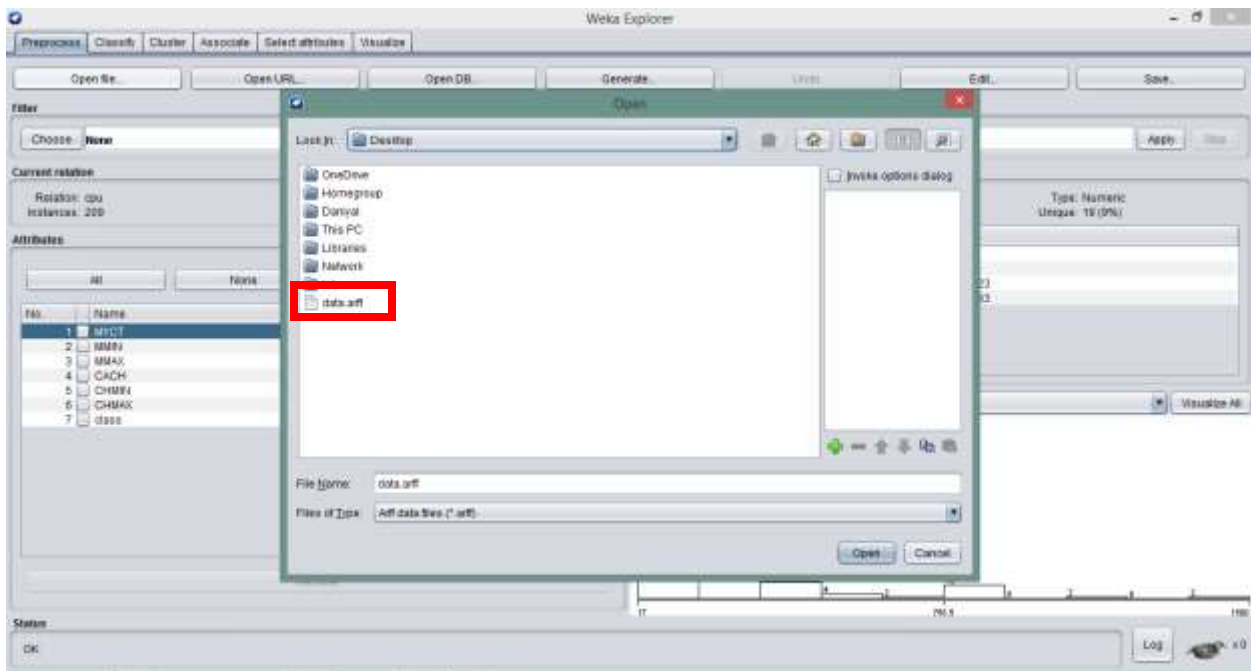 Weka Explorer
Preprocess Classify Cluster Associate Select attributes Visualize
Open file... Open URL... Open DB... Generate... Undo Edit... Save...
Filter
Choose None Apply Stop
Open
Look In: Desktop
OneDrive
Homegroup
Daniyal
This PC
Libraries
Network
data.arff
Invoke options dialog
File Name: data.arff
Files of Type: Arff data files (*.arff)
Open Cancel
Current relation
Relation: cpu
Instances: 209
Type: Numeric
Attributes
All None
No. Name
1 MYCT
2 MMIN
3 MMAX
4 CACH
5 CHMIN
6 CHMAX
7 class
Visualize All
17
Status
OK
Log x 0